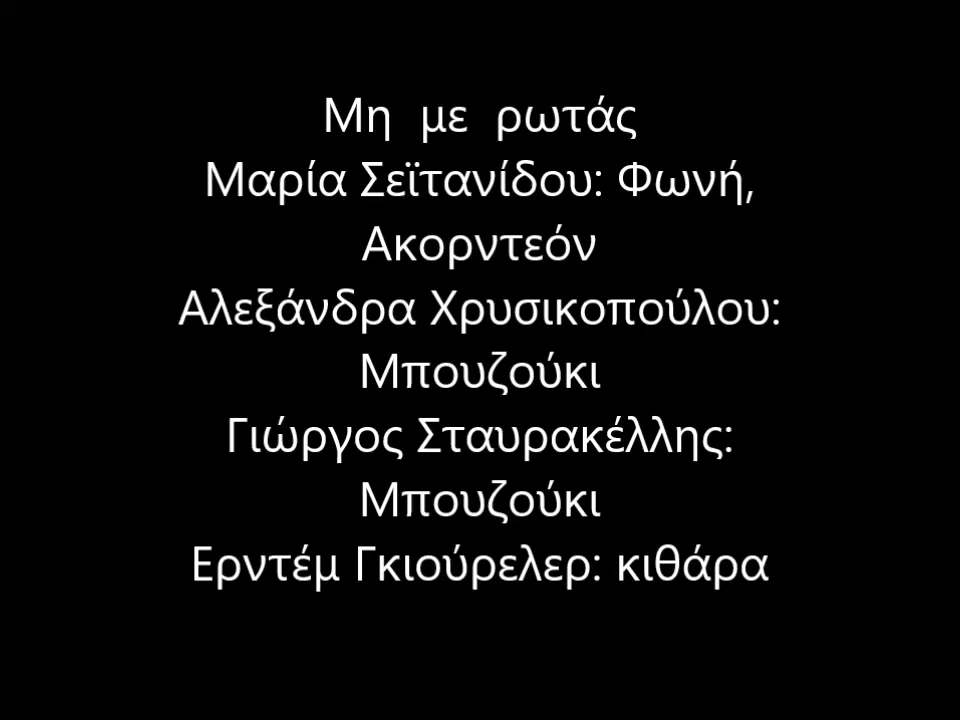 Μη με ρωτάς
Μαρία Σεϊτανίδου: Φωνή,
Ακορντεόν
Αλεξάνδρα Χρυσικοπούλου:
Μπουζούκι
Γιώργος Σταυρακέλλης:
Μπουζούκι
Ερντέμ Γκιούρελερ: κιθάρα